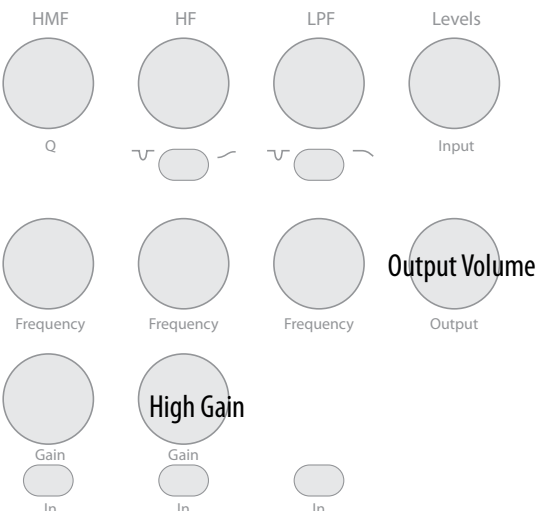 HMF HF LPF Levels
Q Input
Output Volume
Frequency Frequency Frequency Output
High Gain
Gain Gain
In In In